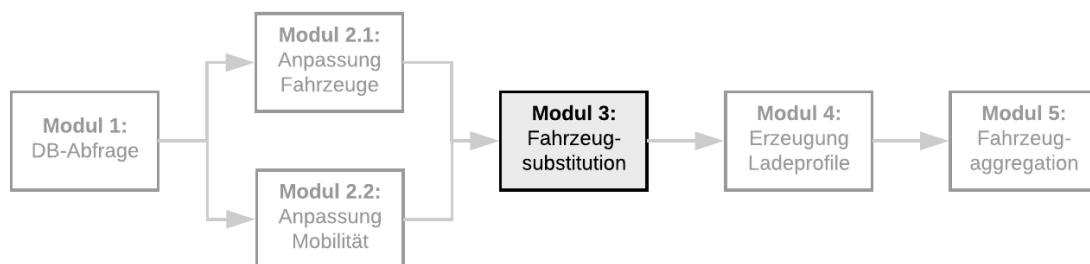 Modul 1:
DB-Abfrage
Modul 2.1:
Anpassung
Fahrzeuge
Modul 2.2:
Anpassung
Mobilität
Modul 3:
Fahrzeug-
substitution
Modul 4:
Erzeugung
Ladeprofile
Modul 5:
Fahrzeug-
aggregation